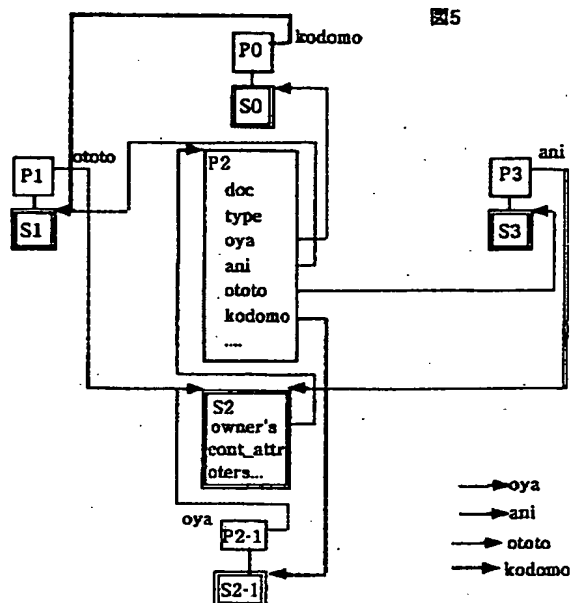 図5
kodomo
P0
S0
ototo
P1
S1
P2
doc
type
oya
ani
ototo
kodomo
....
ani
P3
S3
S2
owner's
cont_attr
oters...
oya
P2-1
S2-1
oya
ani
ototo
kodomo